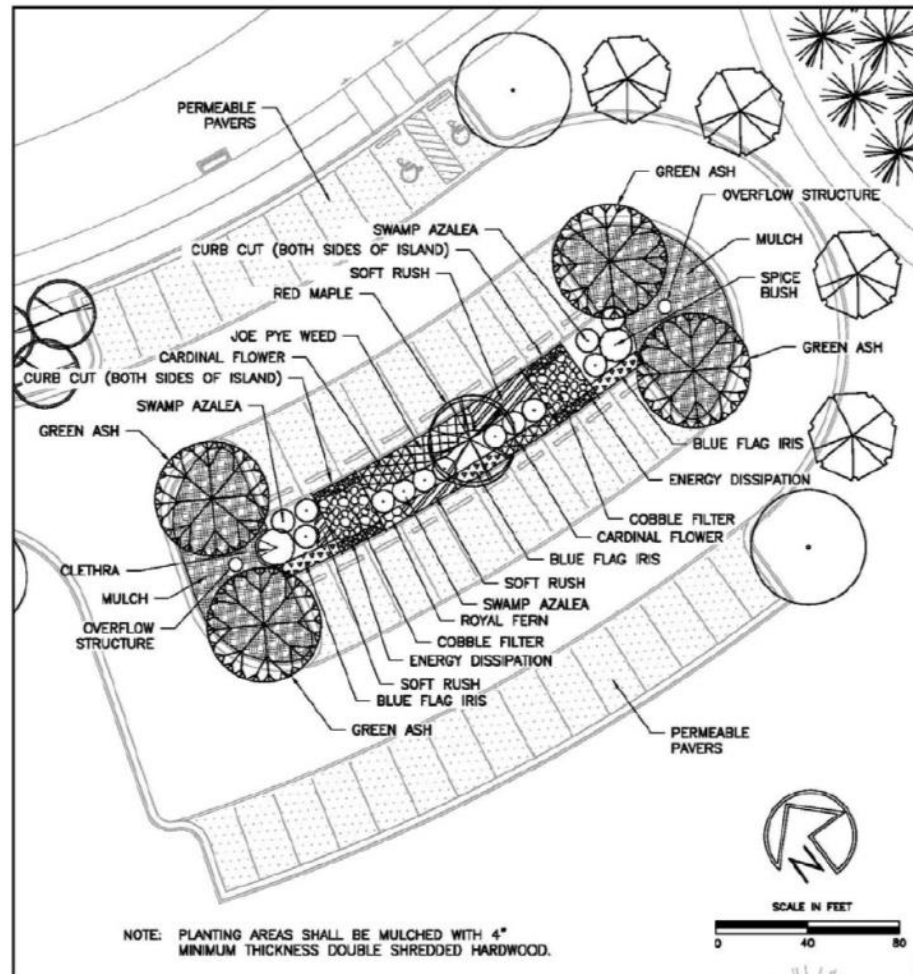 PERMEABLE
PAVERS
GREEN ASH
OVERFLOW STRUCTURE
SWAMP AZALEA
MULCH
CURB CUT (BOTH SIDES OF ISLAND)
SOFT RUSH
SPICE
BUSH
RED MAPLE
JOE PYE WEED
CARDINAL FLOWER
GREEN ASH
CURB CUT (BOTH SIDES OF ISLAND)
SWAMP AZALEA
GREEN ASH
BLUE FLAG IRIS
ENERGY DISSIPATION
COBBLE FILTER
CARDINAL FLOWER
BLUE FLAG IRIS
CLETHRA
SOFT RUSH
MULCH
SWAMP AZALEA
ROYAL FERN
OVERFLOW
STRUCTURE
COBBLE FILTER
ENERGY DISSIPATION
SOFT RUSH
BLUE FLAG IRIS
GREEN ASH
PERMEABLE
PAVERS
N
SCALE IN FEET
0 40 80
NOTE: PLANTING AREAS SHALL BE MULCHED WITH 4"
MINIMUM THICKNESS DOUBLE SHREDDED HARDWOOD.